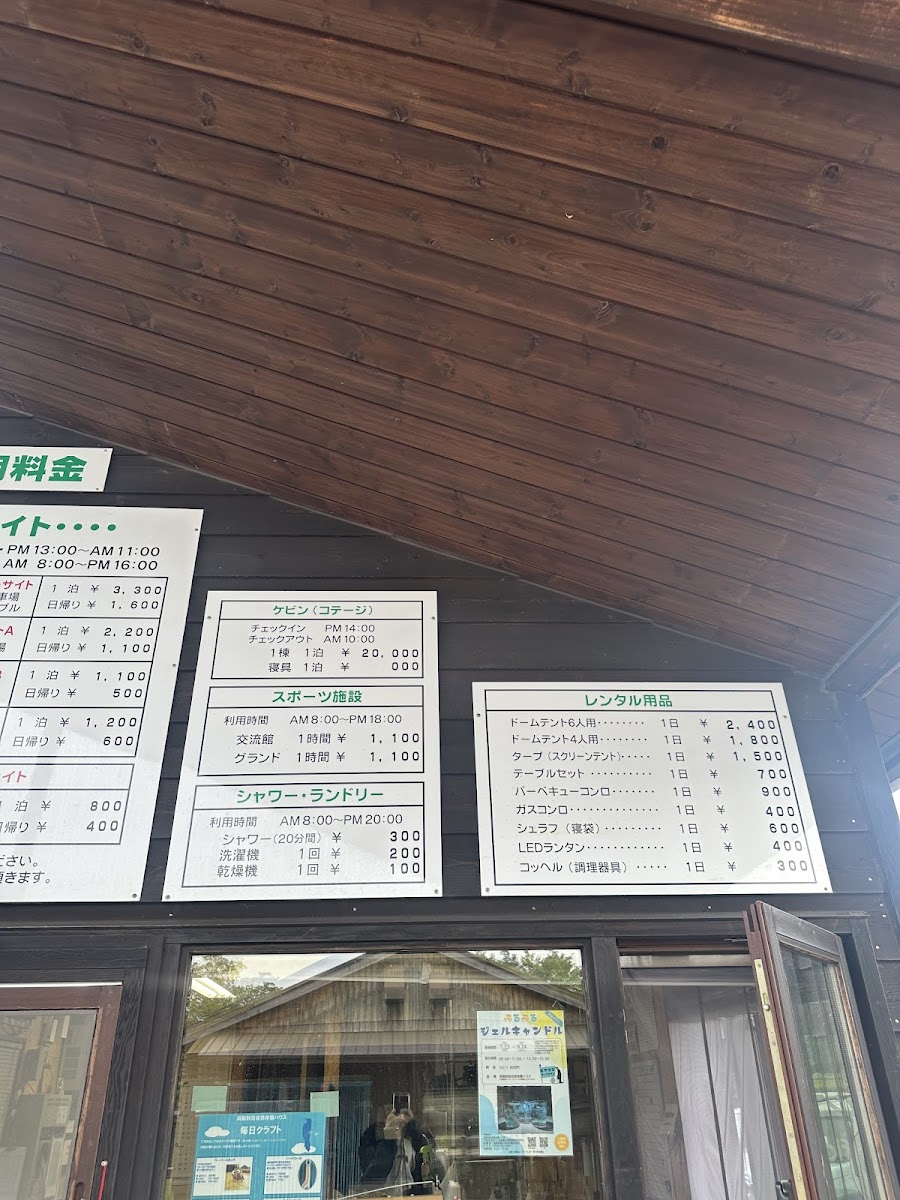 用料金
イト・・・・
・PM13:00～AM11:00
AM 8:00～PM16:00
サイト 1 泊 ¥ 3,300
車場
ブル 日帰り ¥ 1,600
A 1 泊 ¥ 2,200
場 日帰り ¥ 1,100
1 泊 ¥ 1,100
日帰り ¥ 500
1 泊 ¥ 1,200
日帰り ¥ 600
イト
泊 ¥ 800
日帰り ¥ 400
ださい。
頂きます。
ケビン（コテージ）
チェックイン PM14:00
チェックアウト AM10:00
1棟 1泊 ¥ 20,000
寝具 1泊 ¥ 000
スポーツ施設
利用時間 AM8:00～PM18:00
交流館 1時間 ¥ 1,100
グランド 1時間 ¥ 1,100
シャワー・ランドリー
利用時間 AM8:00～PM20:00
シャワー(20分間) ¥ 300
洗濯機 1回 ¥ 200
乾燥機 1回 ¥ 100
レンタル用品
ドームテント6人用‥‥‥‥ 1日 ¥ 2,400
ドームテント4人用‥‥‥‥ 1日 ¥ 1,800
タープ（スクリーンテント)‥‥‥ 1日 ¥ 1,500
テーブルセット ‥‥‥‥‥ 1日 ¥ 700
バーベキューコンロ‥‥‥‥ 1日 ¥ 900
ガスコンロ‥‥‥‥‥‥‥ 1日 ¥ 400
シュラフ（寝袋）‥‥‥‥‥ 1日 ¥ 600
LEDランタン‥‥‥‥‥‥ 1日 ¥ 400
コッヘル（調理器具） ‥‥‥ 1日 ¥ 300
ぷるぷる
ジェルキャンドル
毎日クラフト